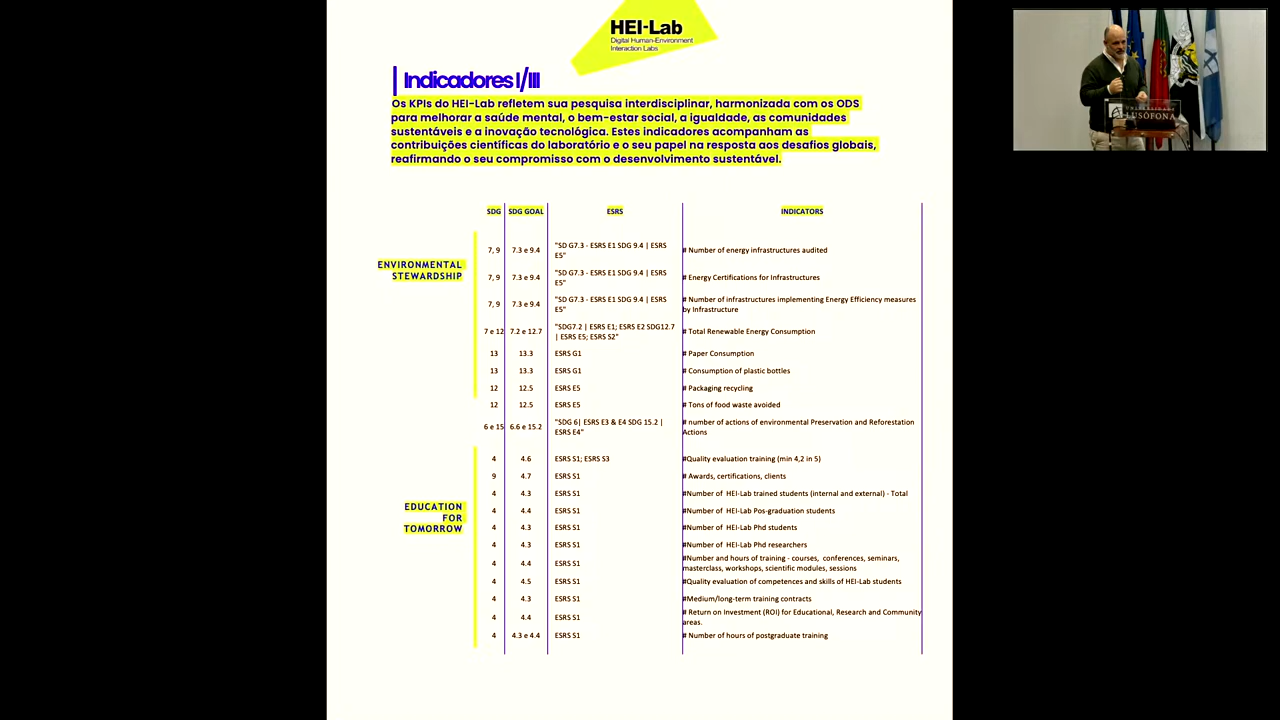 HEI-Lab
Digital Human-Environment
Interaction Labs
Indicadores I/III
Os KPIs do HEI-Lab refletem sua pesquisa interdisciplinar, harmonizada com os ODS
para melhorar a saúde mental, o bem-estar social, a igualdade, as comunidades
sustentáveis e a inovação tecnológica. Estes indicadores acompanham as
contribuições científicas do laboratório e o seu papel na resposta aos desafios globais,
reafirmando o seu compromisso com o desenvolvimento sustentável.
SDG SDG GOAL ESRS INDICATORS
ENVIRONMENTAL
STEWARDSHIP
7, 9 7.3 e 9.4 "SD G7.3 - ESRS E1 SDG 9.4 | ESRS
E5" # Number of energy infrastructures audited
7, 9 7.3 e 9.4 "SD G7.3 - ESRS E1 SDG 9.4 | ESRS
E5" # Energy Certifications for Infrastructures
7, 9 7.3 e 9.4 "SD G7.3 - ESRS E1 SDG 9.4 | ESRS
E5" # Number of infrastructures implementing Energy Efficiency measures
by Infrastructure
7 e 12 7.2 e 12.7 "SDG7.2 | ESRS E1; ESRS E2 SDG12.7
| ESRS E5; ESRS S2" # Total Renewable Energy Consumption
13 13.3 ESRS G1 # Paper Consumption
13 13.3 ESRS G1 # Consumption of plastic bottles
12 12.5 ESRS E5 # Packaging recycling
12 12.5 ESRS E5 # Tons of food waste avoided
6 e 15 6.6 e 15.2 "SDG 6| ESRS E3 & E4 SDG 15.2 |
ESRS E4" # number of actions of environmental Preservation and Reforestation
Actions
EDUCATION
FOR
TOMORROW
4 4.6 ESRS S1; ESRS S3 #Quality evaluation training (min 4,2 in 5)
9 4.7 ESRS S1 # Awards, certifications, clients
4 4.3 ESRS S1 #Number of HEI-Lab trained students (internal and external) - Total
4 4.4 ESRS S1 #Number of HEI-Lab Pos-graduation students
4 4.3 ESRS S1 #Number of HEI-Lab Phd students
4 4.3 ESRS S1 #Number of HEI-Lab Phd researchers
4 4.4 ESRS S1 #Number and hours of training - courses, conferences, seminars,
masterclass, workshops, scientific modules, sessions
4 4.5 ESRS S1 #Quality evaluation of competences and skills of HEI-Lab students
4 4.3 ESRS S1 #Medium/long-term training contracts
4 4.4 ESRS S1 # Return on Investment (ROI) for Educational, Research and Community
areas.
4 4.3 e 4.4 ESRS S1 # Number of hours of postgraduate training
UNIVERSIDADE
LUSÓFONA